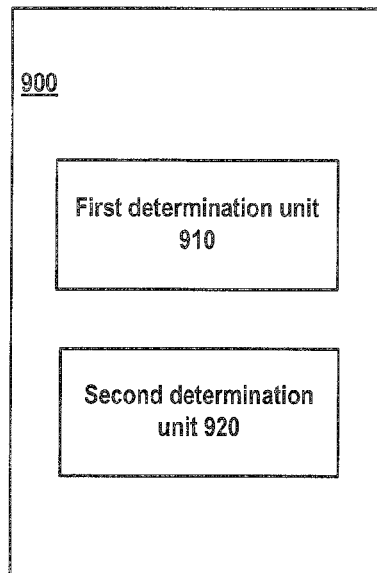 900
First determination unit
910
Second determination
unit 920